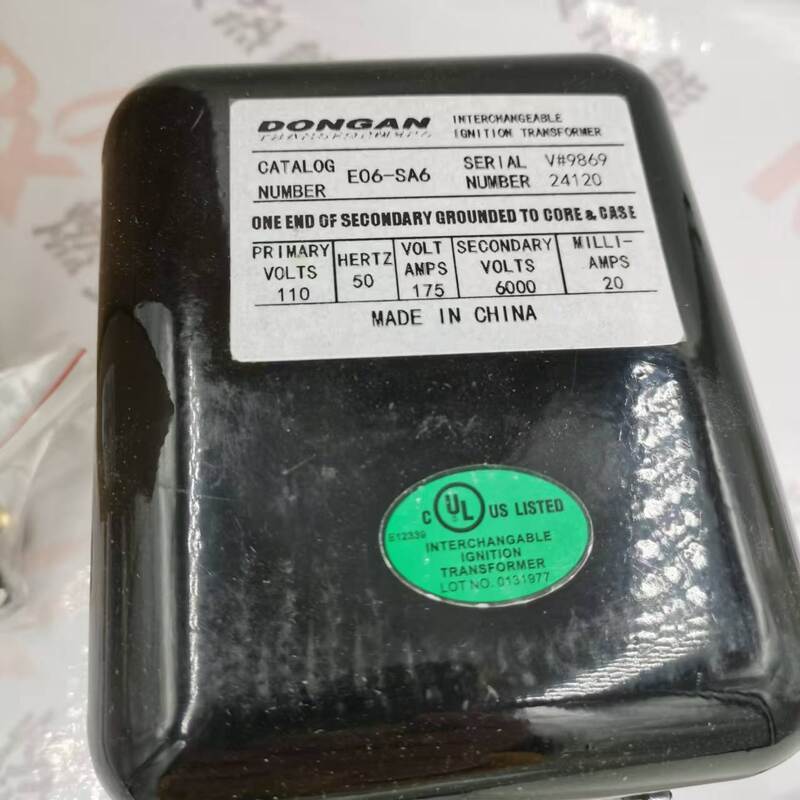 DONGAN
TRANSFORMERS
INTERCHANGEABLE
IGNITION TRANSFORMER
CATALOG
NUMBER
E06-SA6
SERIAL
NUMBER
V#9869
24120
ONE END OF SECONDARY GROUNDED TO CORE & CASE
PRIMARY
VOLTS
110
HERTZ
50
VOLT
AMPS
175
SECONDARY
VOLTS
6000
MILLI-
AMPS
20
MADE IN CHINA
C UL US LISTED
E12339
INTERCHANGABLE
IGNITION
TRANSFORMER
LOT NO. 0131977